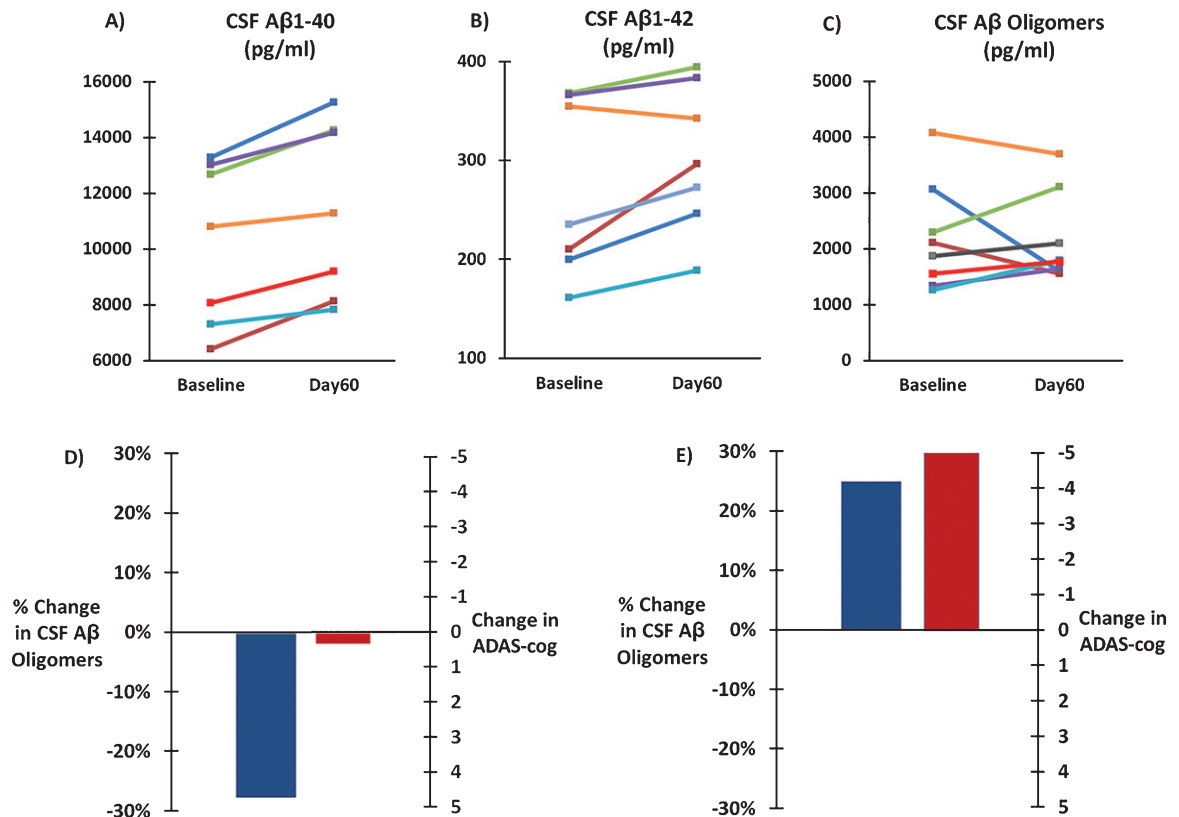 A)
CSF Aβ1-40
(pg/ml)
16000
14000
12000
10000
8000
6000
Baseline
Day60
B)
CSF Aβ1-42
(pg/ml)
400
300
200
100
Baseline
Day60
C)
CSF Aβ Oligomers
(pg/ml)
5000
4000
3000
2000
1000
0
Baseline
Day60
D)
30%
20%
10%
0%
-10%
-20%
-30%
% Change
in CSF Aβ
Oligomers
-5
-4
-3
-2
-1
0
1
2
3
4
5
Change in
ADAS-cog
E)
30%
20%
10%
0%
-10%
-20%
-30%
% Change
in CSF Aβ
Oligomers
-5
-4
-3
-2
-1
0
1
2
3
4
5
Change in
ADAS-cog